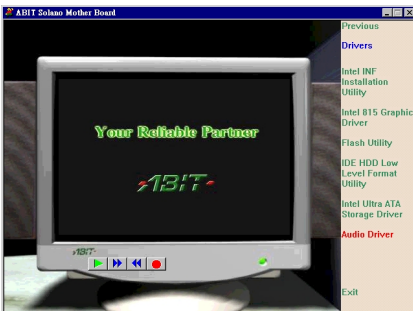 ABIT Solano Mother Board
Previous
Drivers
Intel INF
Installation
Utility
Intel 815 Graphic
Driver
Flash Utility
IDE HDD Low
Level Format
Utility
Intel Ultra ATA
Storage Driver
Audio Driver
Exit
Your Reliable Partner
ABIT
ABIT